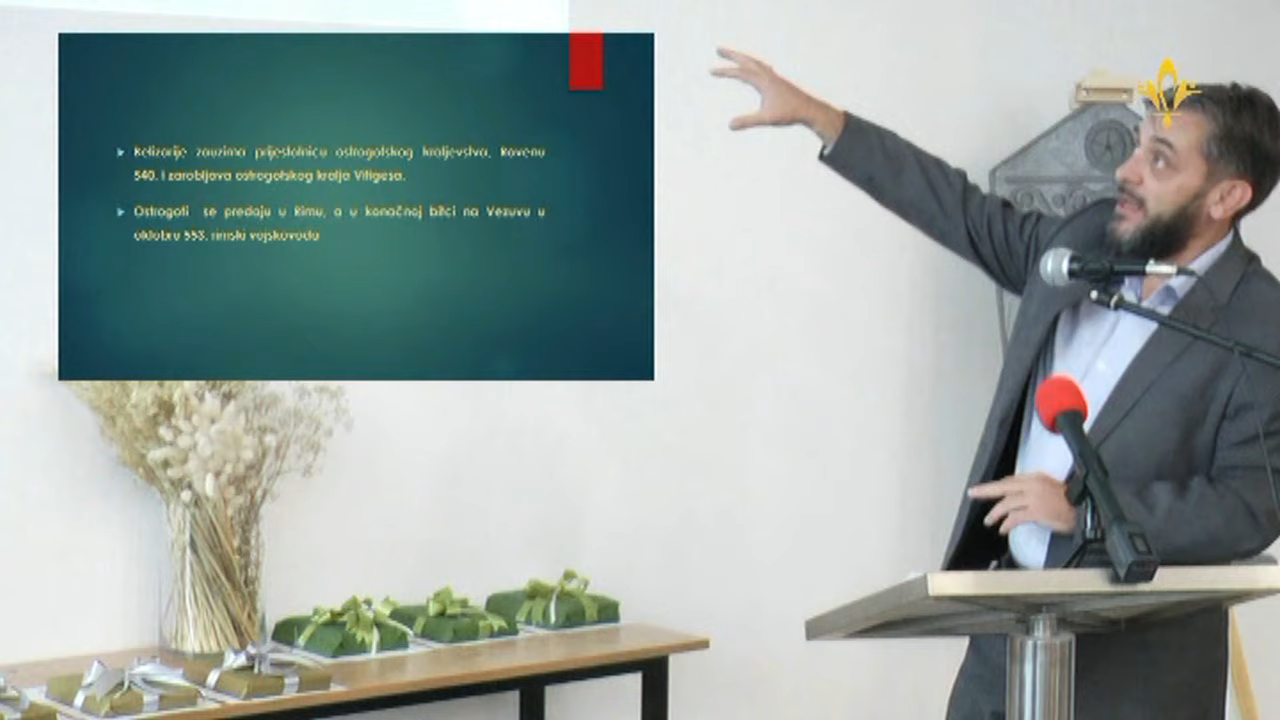 Belizarije zauzima prijestolnicu ostrogotskog kraljevstva, Ravenu
540. i zarobljava ostrogotskog kralja Vitigesa.
Ostrogoti se predaju u Rimu, a u konačnoj bitci na Vezuvu u
oktobru 553. rimski vojskovođa